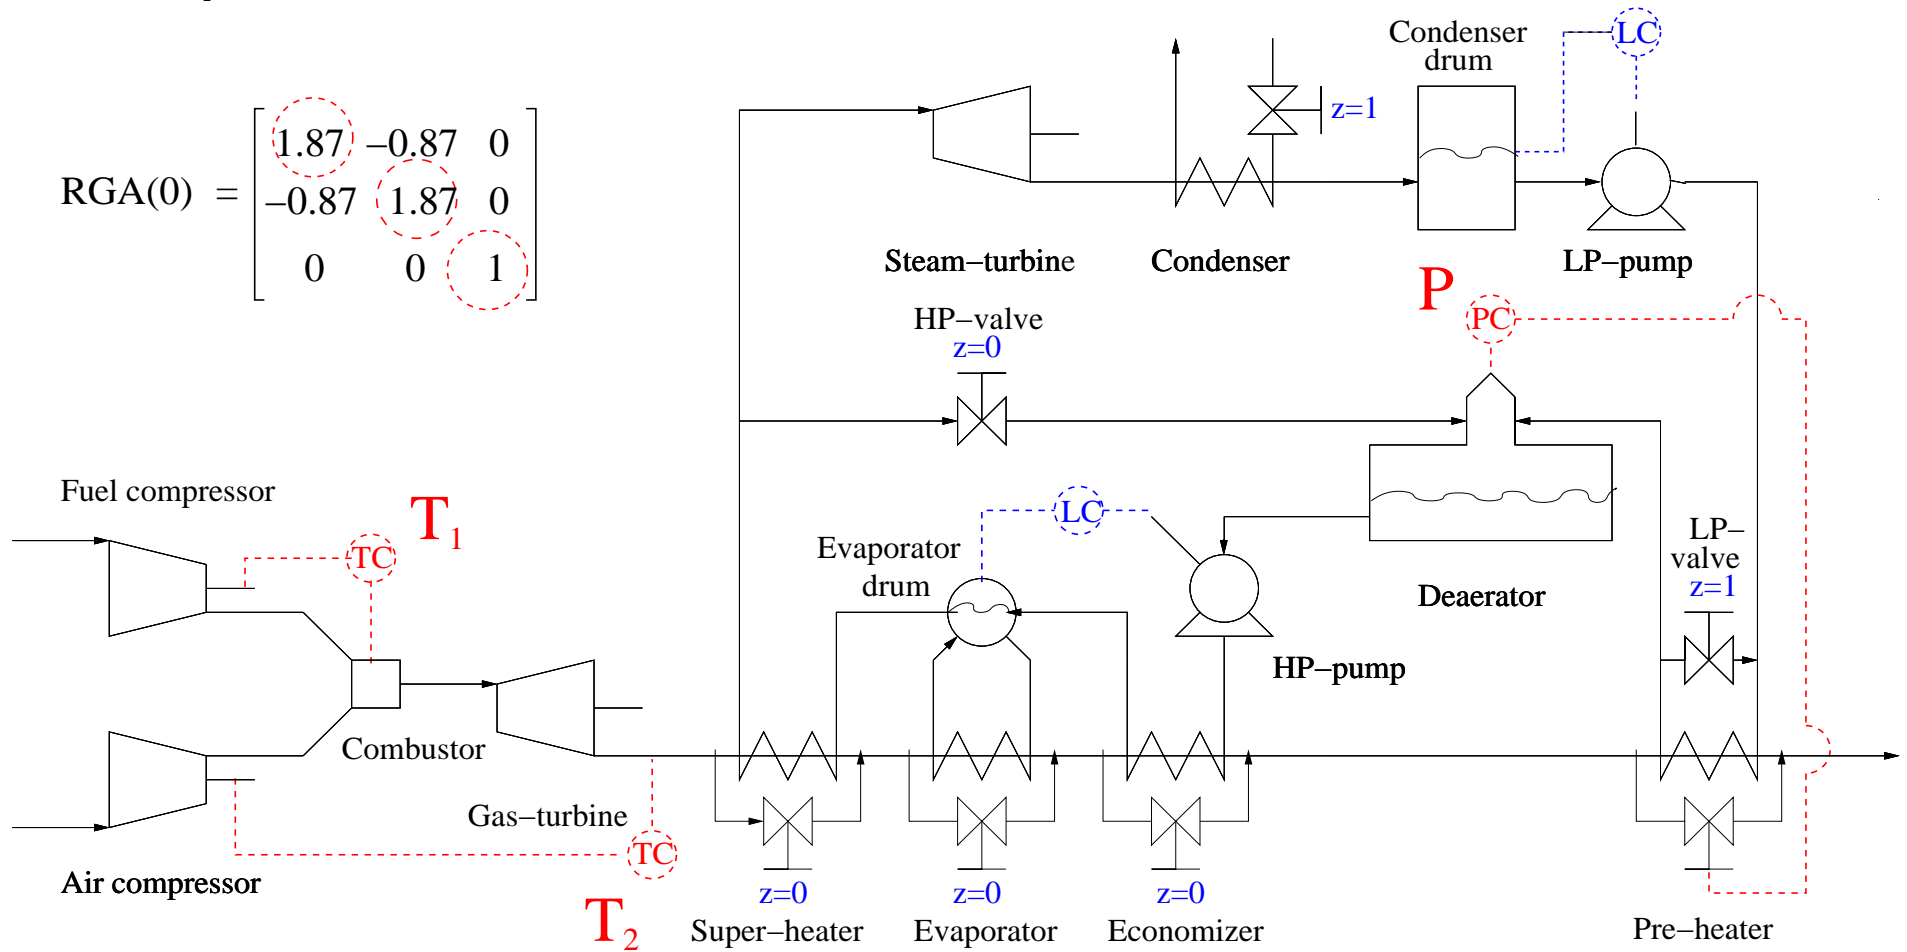 Condenser
drum
LC
z=1
RGA(0) =
1.87 −0.87 0
−0.87 1.87 0
0 0 1
Steam−turbine
Condenser
LP−pump
P
PC
HP−valve
z=0
Fuel compressor
T1
TC
Evaporator
drum
LC
LP−
valve
z=1
Deaerator
HP−pump
Combustor
Gas−turbine
TC
Air compressor
T2
z=0
z=0
z=0
Super−heater
Evaporator
Economizer
Pre−heater